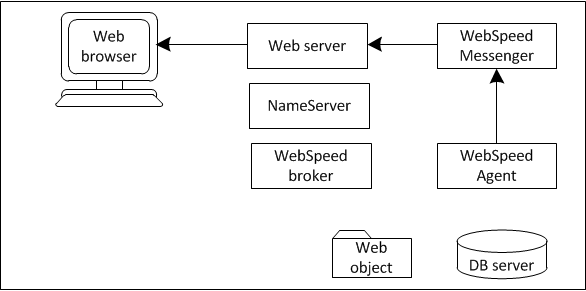 Web
browser
Web server
WebSpeed
Messenger
NameServer
WebSpeed
broker
WebSpeed
Agent
Web
object
DB server